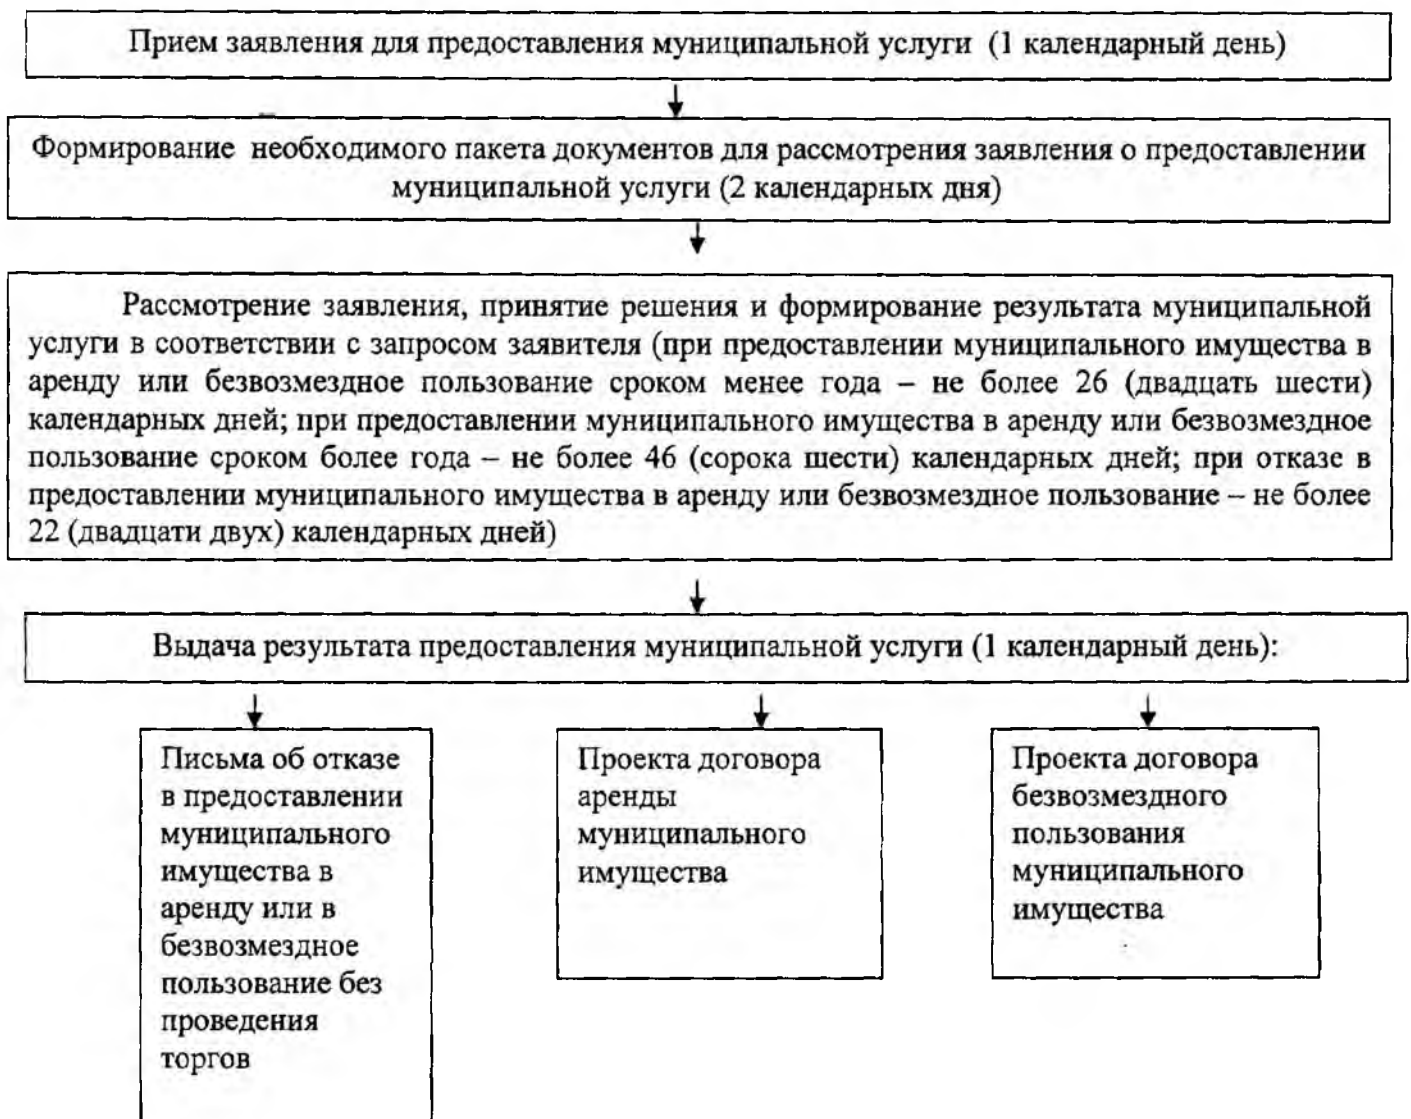 Прием заявления для предоставления муниципальной услуги (1 календарный день)
Формирование необходимого пакета документов для рассмотрения заявления о предоставлении
муниципальной услуги (2 календарных дня)
Рассмотрение заявления, принятие решения и формирование результата муниципальной
услуги в соответствии с запросом заявителя (при предоставлении муниципального имущества в
аренду или безвозмездное пользование сроком менее года – не более 26 (двадцать шести)
календарных дней; при предоставлении муниципального имущества в аренду или безвозмездное
пользование сроком более года – не более 46 (сорока шести) календарных дней; при отказе в
предоставлении муниципального имущества в аренду или безвозмездное пользование – не более
22 (двадцати двух) календарных дней)
Выдача результата предоставления муниципальной услуги (1 календарный день):
Письма об отказе
в предоставлении
муниципального
имущества в
аренду или в
безвозмездное
пользование без
проведения
торгов
Проекта договора
аренды
муниципального
имущества
Проекта договора
безвозмездного
пользования
муниципального
имущества